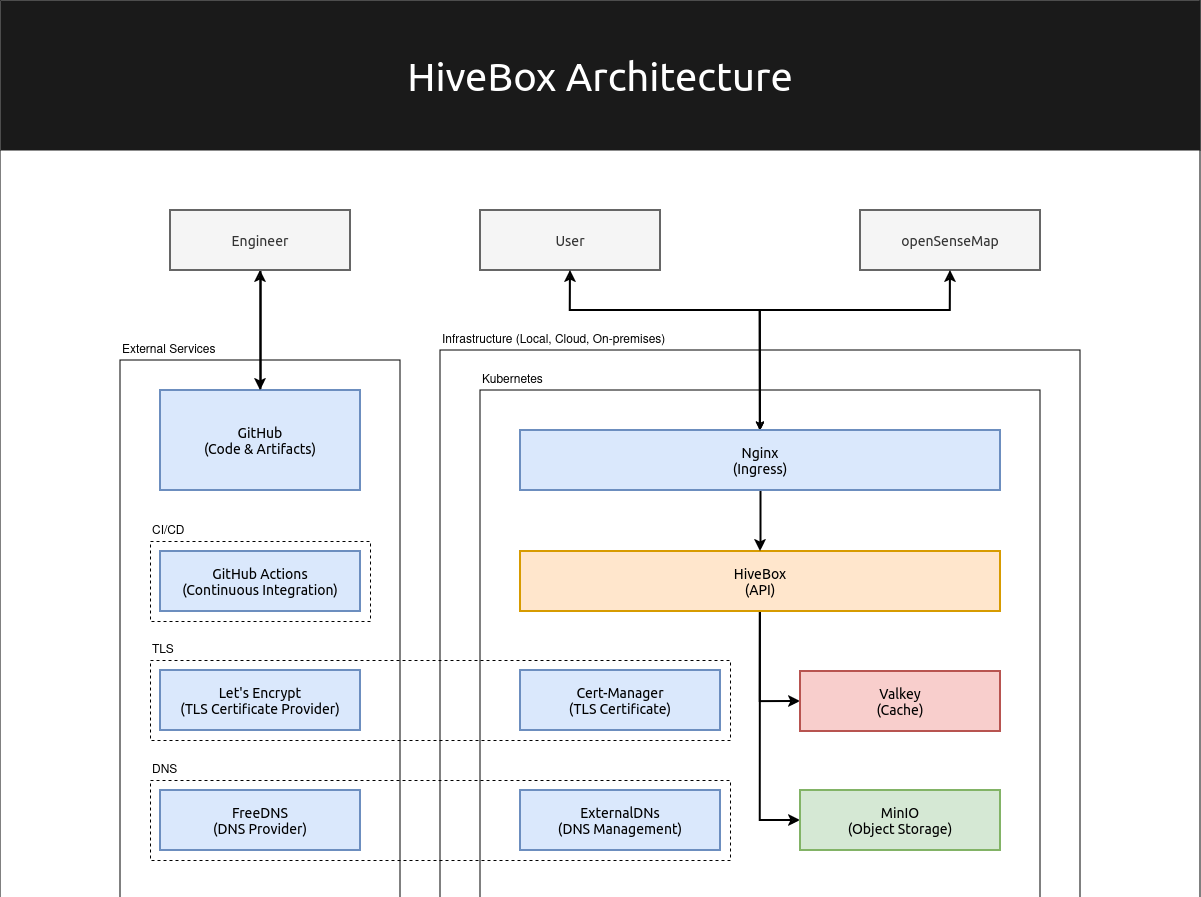 HiveBox Architecture
Engineer
User
openSenseMap
External Services
Infrastructure (Local, Cloud, On-premises)
Kubernetes
GitHub
(Code & Artifacts)
Nginx
(Ingress)
CI/CD
GitHub Actions
(Continuous Integration)
HiveBox
(API)
TLS
Let's Encrypt
(TLS Certificate Provider)
Cert-Manager
(TLS Certificate)
Valkey
(Cache)
DNS
FreeDNS
(DNS Provider)
ExternalDNs
(DNS Management)
MinIO
(Object Storage)